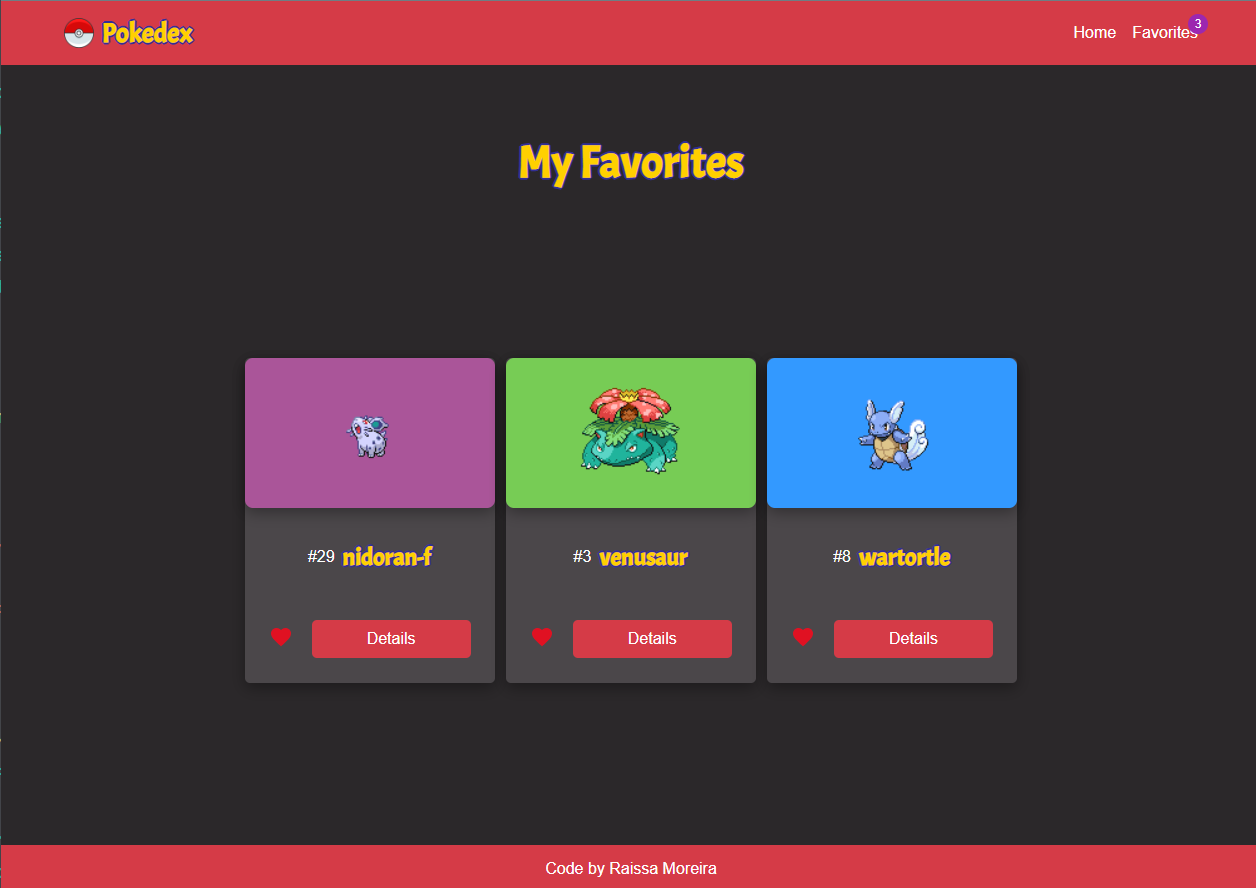 Pokedex
Home Favorites 3
My Favorites
#29 nidoran-f
#3 venusaur
#8 wartortle
Details
Details
Details
Code by Raissa Moreira